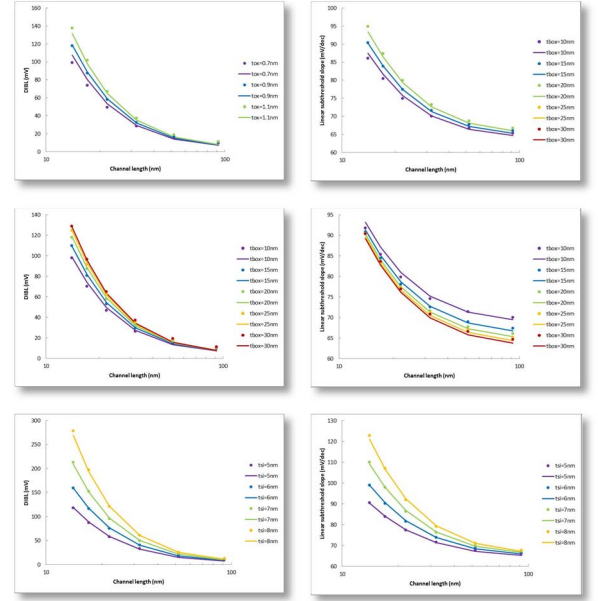 160
140
120
100
80
60
40
20
0
DIBL (mV)
10
100
Channel length (nm)
tox=0.7nm
tox=0.7nm
tox=0.9nm
tox=0.9nm
tox=1.1nm
tox=1.1nm
100
95
90
85
80
75
70
65
60
Linear subthreshold slope (mV/dec)
10
100
Channel length (nm)
tbox=10nm
tbox=10nm
tbox=15nm
tbox=15nm
tbox=20nm
tbox=20nm
tbox=25nm
tbox=25nm
tbox=30nm
tbox=30nm
140
120
100
80
60
40
20
0
DIBL (mV)
10
100
Channel length (nm)
tbox=10nm
tbox=10nm
tbox=15nm
tbox=15nm
tbox=20nm
tbox=20nm
tbox=25nm
tbox=25nm
tbox=30nm
tbox=30nm
95
90
85
80
75
70
65
60
Linear subthreshold slope (mV/dec)
10
100
Channel length (nm)
tbox=10nm
tbox=10nm
tbox=15nm
tbox=15nm
tbox=20nm
tbox=20nm
tbox=25nm
tbox=25nm
tbox=30nm
tbox=30nm
300
250
200
150
100
50
0
DIBL (mV)
10
100
Channel length (nm)
tsi=5nm
tsi=5nm
tsi=6nm
tsi=6nm
tsi=7nm
tsi=7nm
tsi=8nm
tsi=8nm
130
120
110
100
90
80
70
60
Linear subthreshold slope (mV/dec)
10
100
Channel length (nm)
tsi=5nm
tsi=5nm
tsi=6nm
tsi=6nm
tsi=7nm
tsi=7nm
tsi=8nm
tsi=8nm